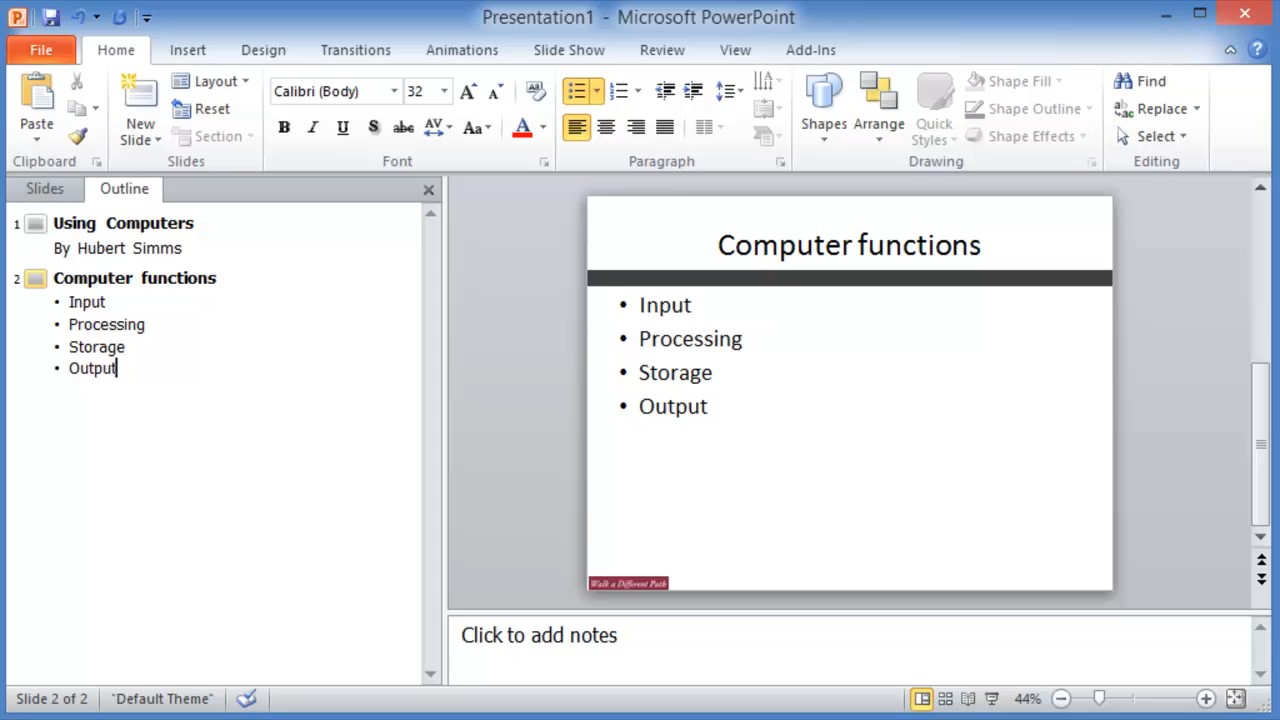 Presentation1 - Microsoft PowerPoint
File Home Insert Design Transitions Animations Slide Show Review View Add-Ins
Paste
New Slide
Layout
Reset
Section
Calibri (Body) 32
B I U S abc AV Aa A
Shapes Arrange Quick Styles
Shape Fill
Shape Outline
Shape Effects
Find
Replace
Select
Clipboard Slides Font Paragraph Drawing Editing
Slides Outline
1 Using Computers
By Hubert Simms
2 Computer functions
• Input
• Processing
• Storage
• Output
Computer functions
• Input
• Processing
• Storage
• Output
Walk a Different Path
Click to add notes
Slide 2 of 2 "Default Theme" 44%